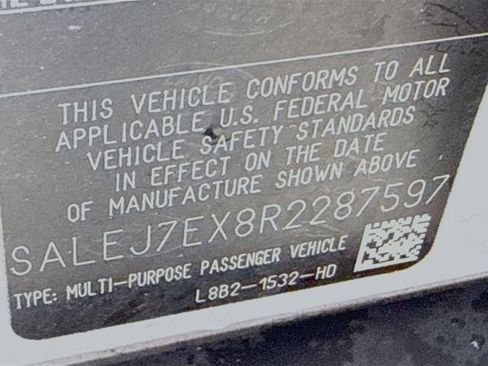 THIS VEHICLE CONFORMS TO ALL
APPLICABLE U.S. FEDERAL MOTOR
VEHICLE SAFETY STANDARDS
IN EFFECT ON THE DATE
OF MANUFACTURE SHOWN ABOVE
SALEJ7EX8R2287597
TYPE: MULTI-PURPOSE PASSENGER VEHICLE
L8B2-1532-HD